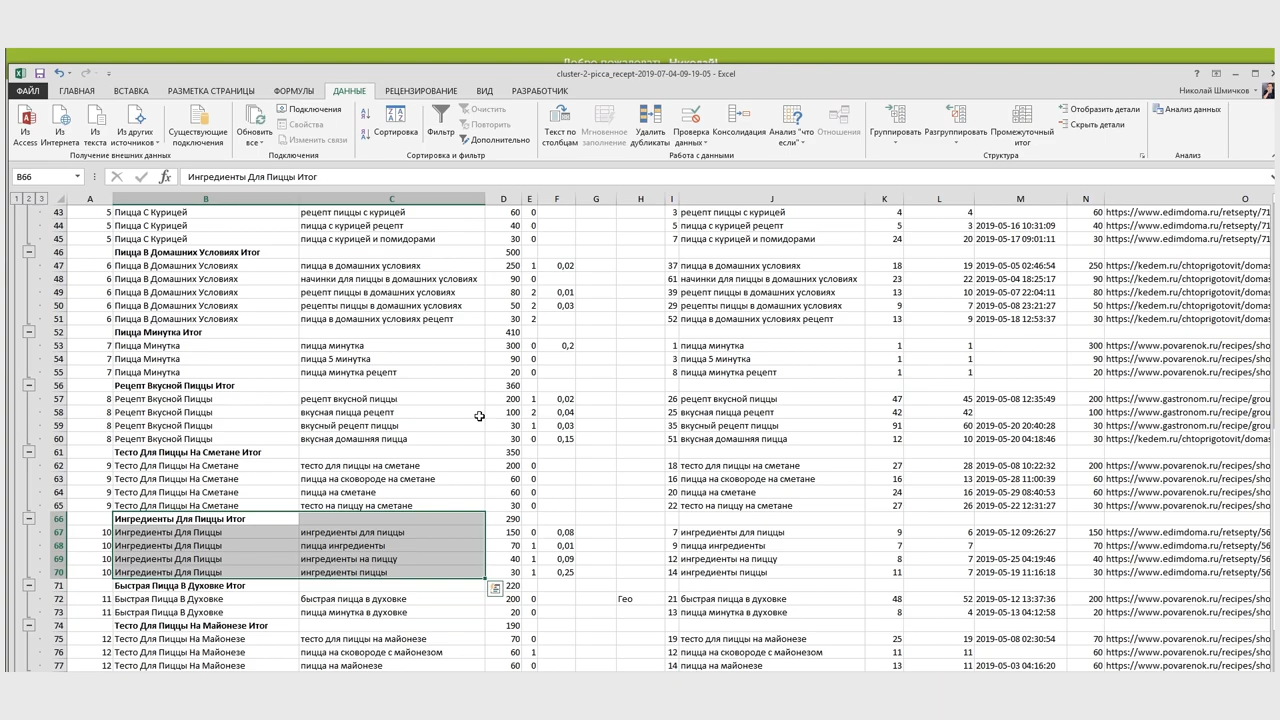 Добро пожаловать, Николай!
cluster-2-picca_recept-2019-07-04-09-19-05 - Excel
ФАЙЛ ГЛАВНАЯ ВСТАВКА РАЗМЕТКА СТРАНИЦЫ ФОРМУЛЫ ДАННЫЕ РЕЦЕНЗИРОВАНИЕ ВИД РАЗРАБОТЧИК Николай Шмичков
Из Access Из Интернета Из текста Из других источников Существующие подключения Обновить все Подключения Свойства Изменить связи Сортировка Фильтр Очистить Повторить Дополнительно Текст по столбцам Мгновенное заполнение Удалить дубликаты Проверка данных Консолидация Анализ "что если" Отношения Группировать Разгруппировать Промежуточный итог Отобразить детали Скрыть детали Анализ данных
Получение внешних данных Подключения Сортировка и фильтр Работа с данными Структура Анализ
B66 fx Ингредиенты Для Пиццы Итог
1 2 3 A B C D E F G H I J K L M N O
43 5 Пицца С Курицей рецепт пиццы с курицей 60 0 3 рецепт пиццы с курицей 4 4 60 https://www.edimdoma.ru/retsepty/71
44 5 Пицца С Курицей пицца с курицей рецепт 40 0 5 пицца с курицей рецепт 5 3 2019-05-16 10:31:09 40 https://www.edimdoma.ru/retsepty/71
45 5 Пицца С Курицей пицца с курицей и помидорами 30 0 7 пицца с курицей и помидорами 24 20 2019-05-17 09:01:11 30 https://www.edimdoma.ru/retsepty/71
46 Пицца В Домашних Условиях Итог 500
47 6 Пицца В Домашних Условиях пицца в домашних условиях 250 1 0,02 37 пицца в домашних условиях 18 19 2019-05-05 02:46:54 250 https://kedem.ru/chtoprigotovit/domas
48 6 Пицца В Домашних Условиях начинки для пиццы в домашних условиях 90 0 61 начинки для пиццы в домашних условиях 23 22 2019-05-04 18:25:17 90 https://kedem.ru/chtoprigotovit/domas
49 6 Пицца В Домашних Условиях рецепт пиццы в домашних условиях 80 2 0,01 39 рецепт пиццы в домашних условиях 13 10 2019-05-07 22:04:11 80 https://kedem.ru/chtoprigotovit/domas
50 6 Пицца В Домашних Условиях рецепты пиццы в домашних условиях 50 2 0,03 29 рецепты пиццы в домашних условиях 9 7 2019-05-08 23:21:27 50 https://kedem.ru/chtoprigotovit/domas
51 6 Пицца В Домашних Условиях пицца в домашних условиях рецепт 30 2 52 пицца в домашних условиях рецепт 13 9 2019-05-18 12:53:37 30 https://kedem.ru/chtoprigotovit/domas
52 Пицца Минутка Итог 410
53 7 Пицца Минутка пицца минутка 300 0 0,2 1 пицца минутка 1 1 300 https://www.povarenok.ru/recipes/sho
54 7 Пицца Минутка пицца 5 минутка 90 0 3 пицца 5 минутка 1 1 90 https://www.povarenok.ru/recipes/sho
55 7 Пицца Минутка пицца минутка рецепт 20 0 8 пицца минутка рецепт 1 1 20 https://www.povarenok.ru/recipes/sho
56 Рецепт Вкусной Пиццы Итог 360
57 8 Рецепт Вкусной Пиццы рецепт вкусной пиццы 200 1 0,02 26 рецепт вкусной пиццы 47 45 2019-05-08 12:35:49 200 https://www.gastronom.ru/recipe/grou
58 8 Рецепт Вкусной Пиццы вкусная пицца рецепт 100 2 0,04 25 вкусная пицца рецепт 42 42 100 https://www.gastronom.ru/recipe/grou
59 8 Рецепт Вкусной Пиццы вкусный рецепт пиццы 30 1 0,03 35 вкусный рецепт пиццы 91 60 2019-05-20 20:40:28 30 https://www.gastronom.ru/recipe/grou
60 8 Рецепт Вкусной Пиццы вкусная домашняя пицца 30 0 0,15 51 вкусная домашняя пицца 12 10 2019-05-20 04:18:46 30 https://kedem.ru/chtoprigotovit/domas
61 Тесто Для Пиццы На Сметане Итог 350
62 9 Тесто Для Пиццы На Сметане тесто для пиццы на сметане 200 0 18 тесто для пиццы на сметане 27 28 2019-05-08 10:22:32 200 https://www.povarenok.ru/recipes/sho
63 9 Тесто Для Пиццы На Сметане пицца на сковороде на сметане 60 0 16 пицца на сковороде на сметане 13 16 2019-05-28 11:00:39 60 https://www.povarenok.ru/recipes/sho
64 9 Тесто Для Пиццы На Сметане пицца на сметане 60 0 20 пицца на сметане 24 16 2019-05-29 08:40:53 60 https://www.povarenok.ru/recipes/sho
65 9 Тесто Для Пиццы На Сметане тесто на пиццу на сметане 30 0 22 тесто на пиццу на сметане 27 26 2019-05-22 12:31:27 30 https://www.povarenok.ru/recipes/sho
66 Ингредиенты Для Пиццы Итог 290
67 10 Ингредиенты Для Пиццы ингредиенты для пиццы 150 0 0,08 7 ингредиенты для пиццы 9 6 2019-05-12 09:26:27 150 https://www.povarenok.ru/recipes/56
68 10 Ингредиенты Для Пиццы пицца ингредиенты 70 1 0,01 9 пицца ингредиенты 7 7 70 https://www.povarenok.ru/recipes/56
69 10 Ингредиенты Для Пиццы ингредиенты на пиццу 40 1 0,09 12 ингредиенты на пиццу 8 7 2019-04-25 04:19:46 40 https://www.povarenok.ru/recipes/56
70 10 Ингредиенты Для Пиццы ингредиенты пиццы 30 1 0,25 14 ингредиенты пиццы 11 7 2019-05-19 11:16:18 30 https://www.povarenok.ru/recipes/56
71 Быстрая Пицца В Духовке Итог 220
72 11 Быстрая Пицца В Духовке быстрая пицца в духовке 200 0 Гео 21 быстрая пицца в духовке 48 52 2019-05-12 13:37:36 200 https://www.povarenok.ru/recipes/sho
73 11 Быстрая Пицца В Духовке пицца минутка в духовке 20 0 13 пицца минутка в духовке 8 4 2019-05-13 04:12:58 20 https://www.povarenok.ru/recipes/sho
74 Тесто Для Пиццы На Майонезе Итог 190
75 12 Тесто Для Пиццы На Майонезе тесто для пиццы на майонезе 70 0 19 тесто для пиццы на майонезе 25 19 2019-05-08 02:30:54 70 https://www.povarenok.ru/recipes/sho
76 12 Тесто Для Пиццы На Майонезе пицца на сковороде с майонезом 60 1 12 пицца на сковороде с майонезом 11 11 60 https://www.povarenok.ru/recipes/sho
77 12 Тесто Для Пиццы На Майонезе пицца на майонезе 60 0 14 пицца на майонезе 13 11 2019-05-03 04:16:20 60 https://www.povarenok.ru/recipes/sho